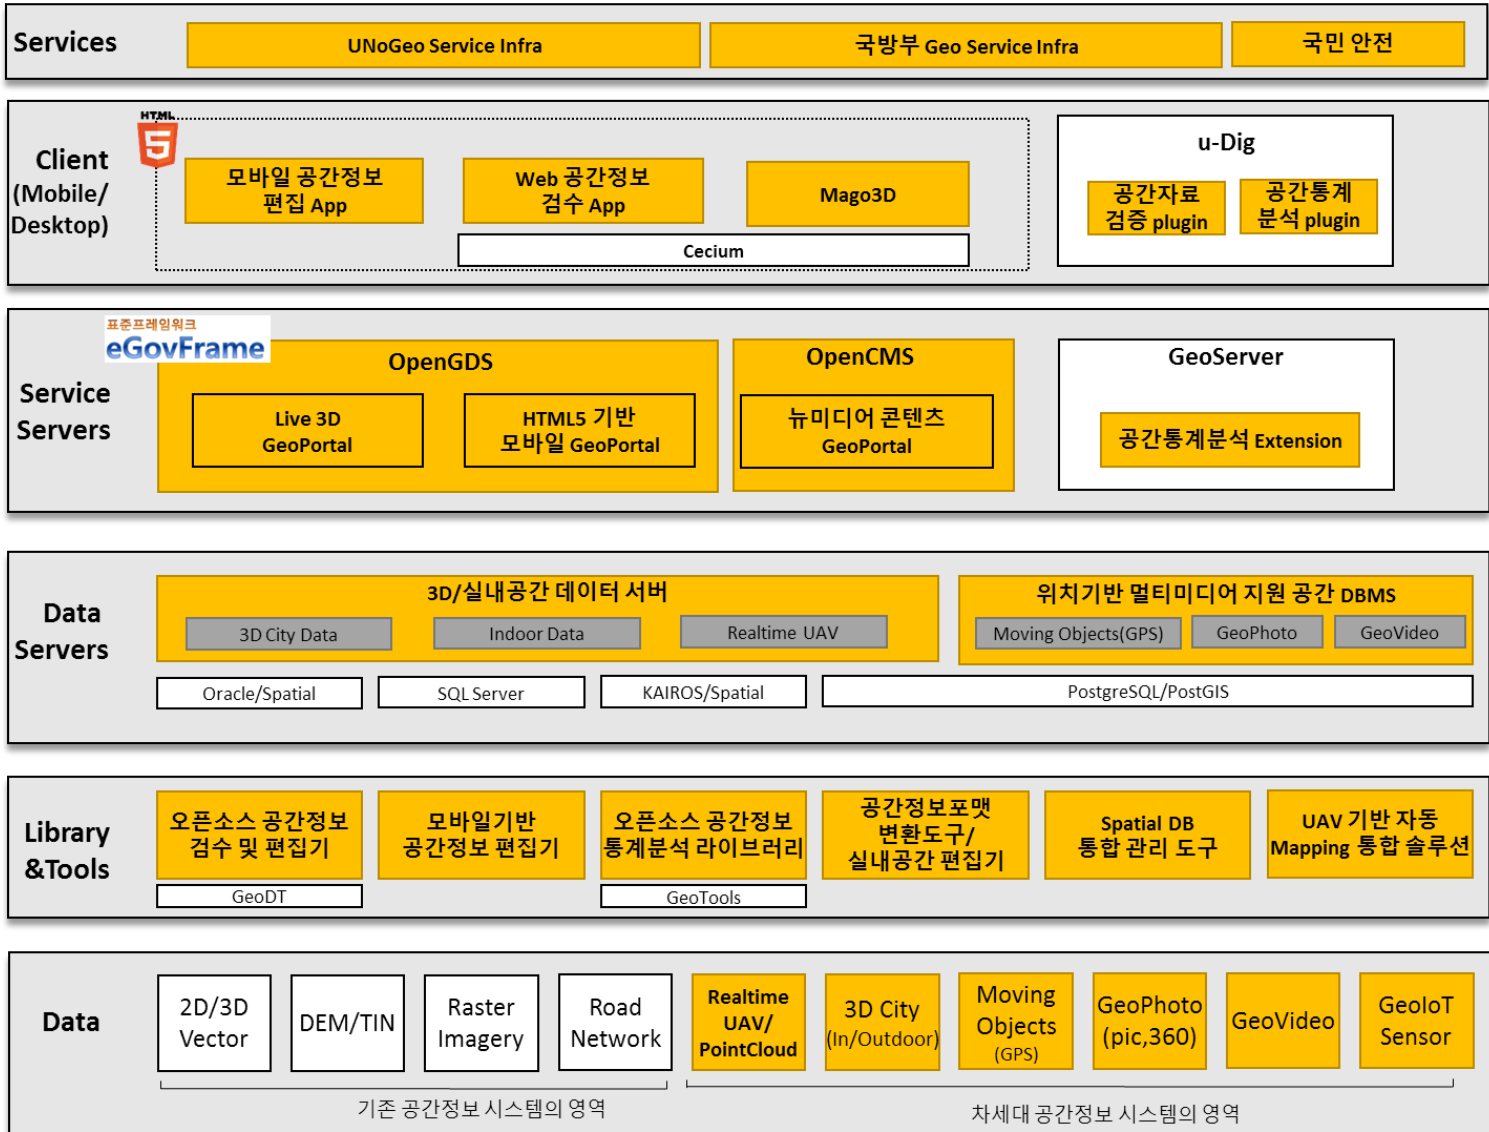 Services
UNoGeo Service Infra
국방부 Geo Service Infra
국민 안전
HTML
5
Client
(Mobile/
Desktop)
모바일 공간정보
편집 App
Web 공간정보
검수 App
Mago3D
Cecium
u-Dig
공간자료
검증 plugin
공간통계
분석 plugin
표준프레임워크
eGovFrame
Service
Servers
OpenGDS
Live 3D
GeoPortal
HTML5 기반
모바일 GeoPortal
OpenCMS
뉴미디어 콘텐츠
GeoPortal
GeoServer
공간통계분석 Extension
Data
Servers
3D/실내공간 데이터 서버
3D City Data
Indoor Data
Realtime UAV
위치기반 멀티미디어 지원 공간 DBMS
Moving Objects(GPS)
GeoPhoto
GeoVideo
Oracle/Spatial
SQL Server
KAIROS/Spatial
PostgreSQL/PostGIS
Library
&Tools
오픈소스 공간정보
검수 및 편집기
GeoDT
모바일기반
공간정보 편집기
오픈소스 공간정보
통계분석 라이브러리
GeoTools
공간정보포맷
변환도구/
실내공간 편집기
Spatial DB
통합 관리 도구
UAV 기반 자동
Mapping 통합 솔루션
Data
2D/3D
Vector
DEM/TIN
Raster
Imagery
Road
Network
Realtime
UAV/
PointCloud
3D City
(In/Outdoor)
Moving
Objects
(GPS)
GeoPhoto
(pic,360)
GeoVideo
GeoIoT
Sensor
기존 공간정보 시스템의 영역
차세대 공간정보 시스템의 영역